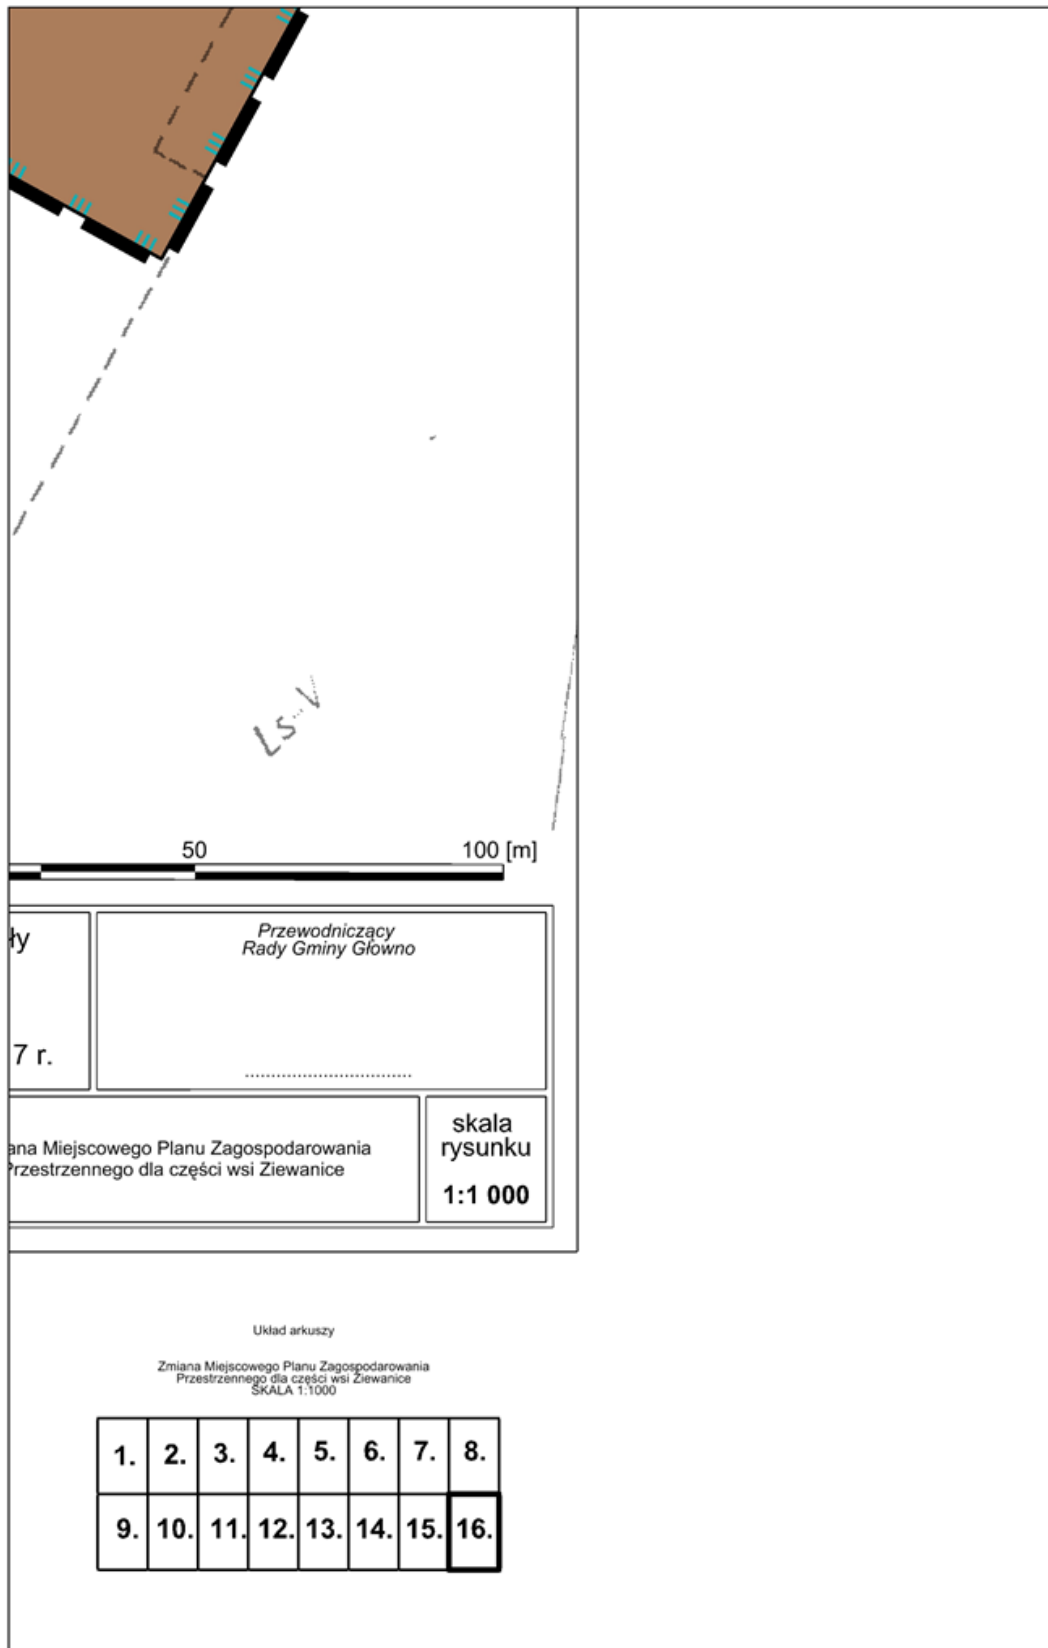 Ls-V
50 100 [m]
ły
7 r.
Przewodniczący
Rady Gminy Głowno
................................
ana Miejscowego Planu Zagospodarowania
Przestrzennego dla części wsi Ziewanice
skala
rysunku
1:1 000
Układ arkuszy
Zmiana Miejscowego Planu Zagospodarowania
Przestrzennego dla części wsi Ziewanice
SKALA 1:1000
1. 2. 3. 4. 5. 6. 7. 8.
9. 10. 11. 12. 13. 14. 15. 16.